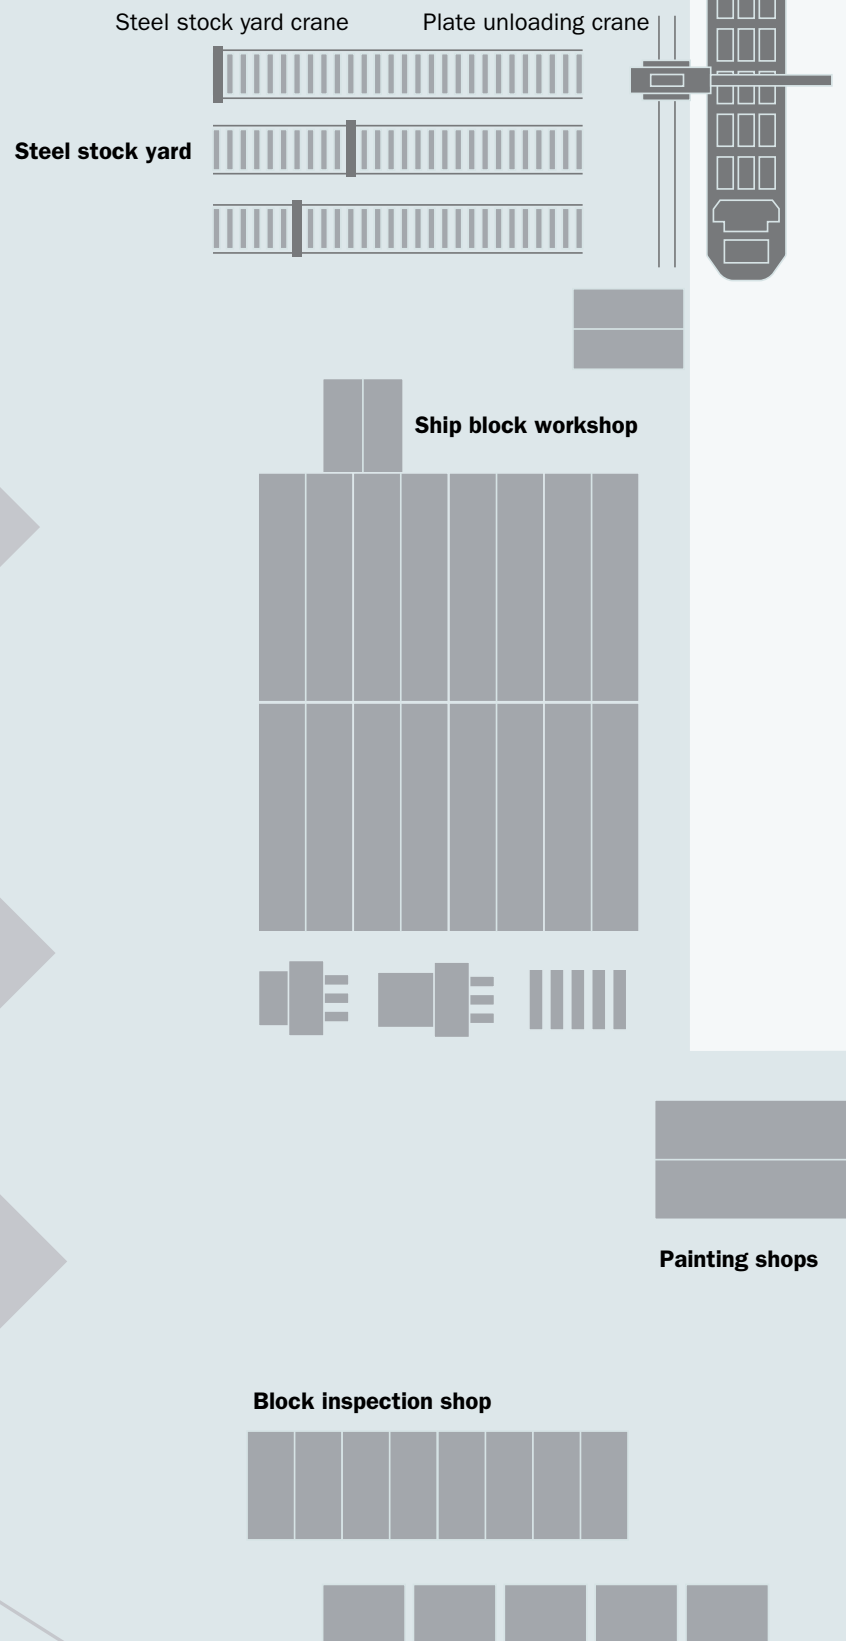 Steel stock yard crane
Plate unloading crane
Steel stock yard
Ship block workshop
Painting shops
Block inspection shop